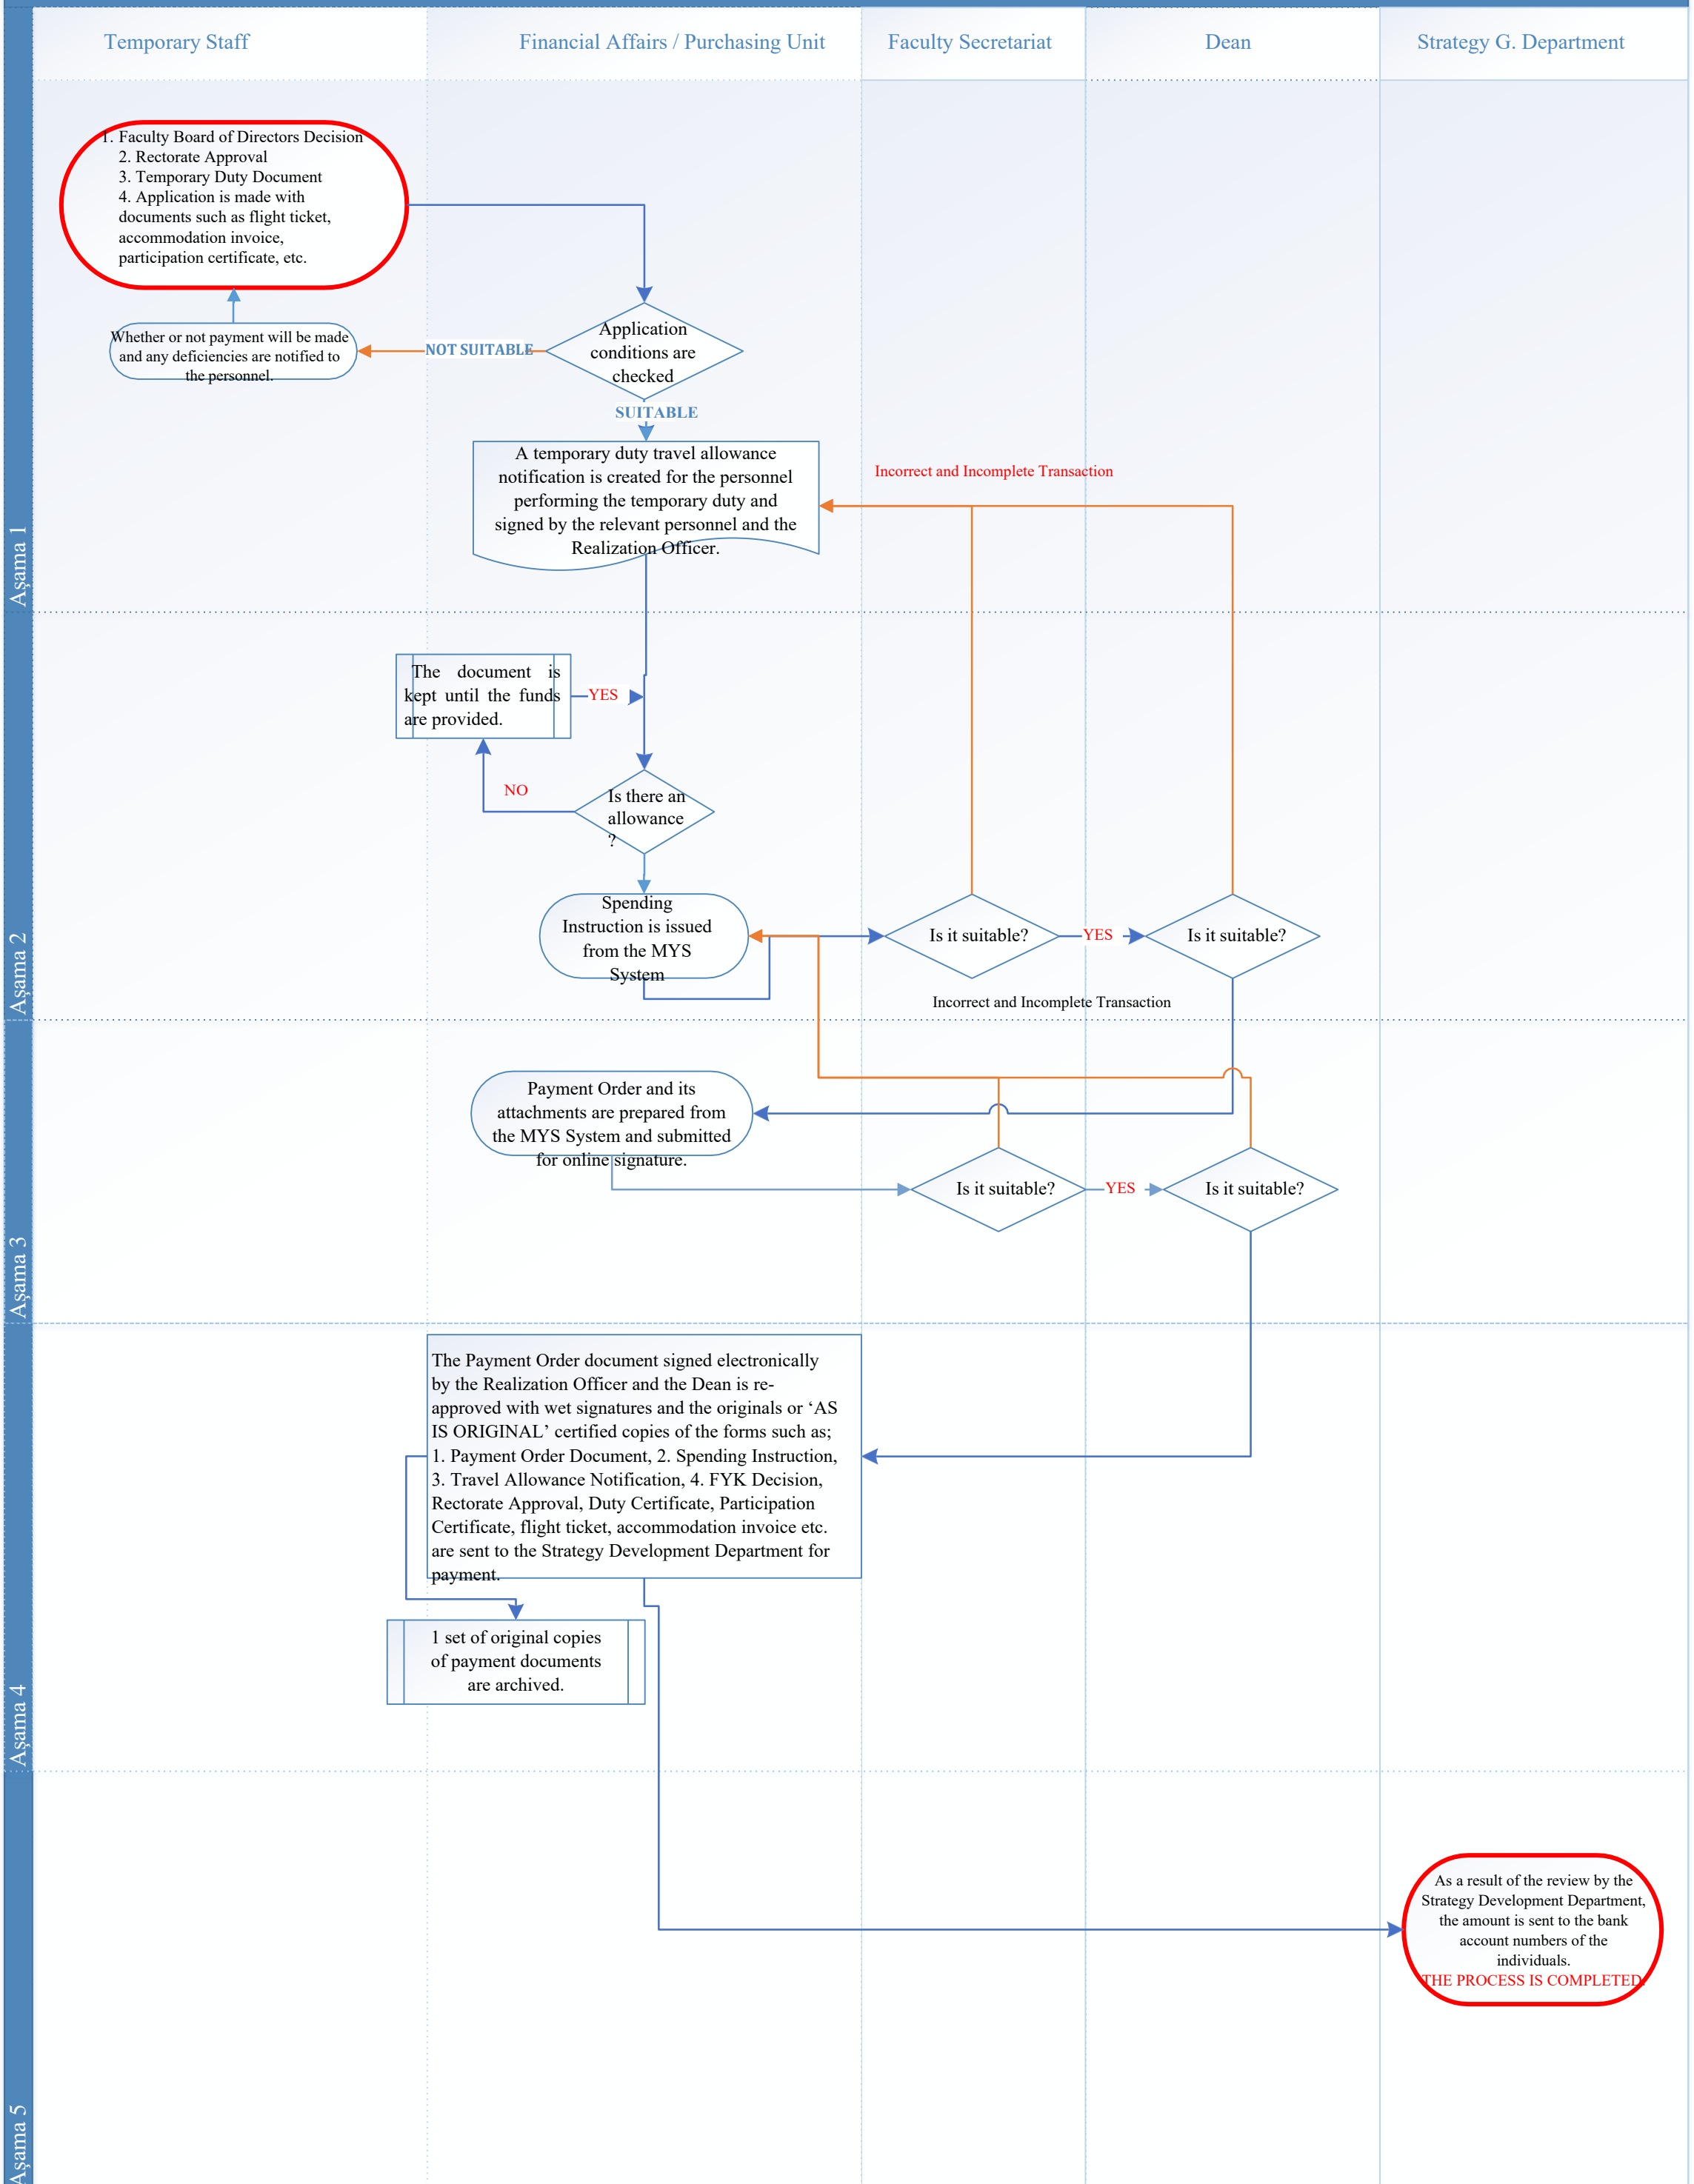 Temporary Staff
Financial Affairs / Purchasing Unit
Faculty Secretariat
Dean
Strategy G. Department
1. Faculty Board of Directors Decision
2. Rectorate Approval
3. Temporary Duty Document
4. Application is made with
documents such as flight ticket,
accommodation invoice,
participation certificate, etc.
Application
conditions are
checked
NOT SUITABLE
Whether or not payment will be made
and any deficiencies are notified to
the personnel.
SUITABLE
A temporary duty travel allowance
notification is created for the personnel
performing the temporary duty and
signed by the relevant personnel and the
Realization Officer.
Incorrect and Incomplete Transaction
Aşama 1
The document is
kept until the funds
are provided.
YES
NO
Is there an
allowance
?
Spending
Instruction is issued
from the MYS
System
Is it suitable?
YES
Is it suitable?
Incorrect and Incomplete Transaction
Aşama 2
Payment Order and its
attachments are prepared from
the MYS System and submitted
for online signature.
Is it suitable?
YES
Is it suitable?
Aşama 3
The Payment Order document signed electronically
by the Realization Officer and the Dean is re-
approved with wet signatures and the originals or ‘AS
IS ORIGINAL’ certified copies of the forms such as;
1. Payment Order Document, 2. Spending Instruction,
3. Travel Allowance Notification, 4. FYK Decision,
Rectorate Approval, Duty Certificate, Participation
Certificate, flight ticket, accommodation invoice etc.
are sent to the Strategy Development Department for
payment.
1 set of original copies
of payment documents
are archived.
Aşama 4
As a result of the review by the
Strategy Development Department,
the amount is sent to the bank
account numbers of the
individuals.
THE PROCESS IS COMPLETED.
Aşama 5